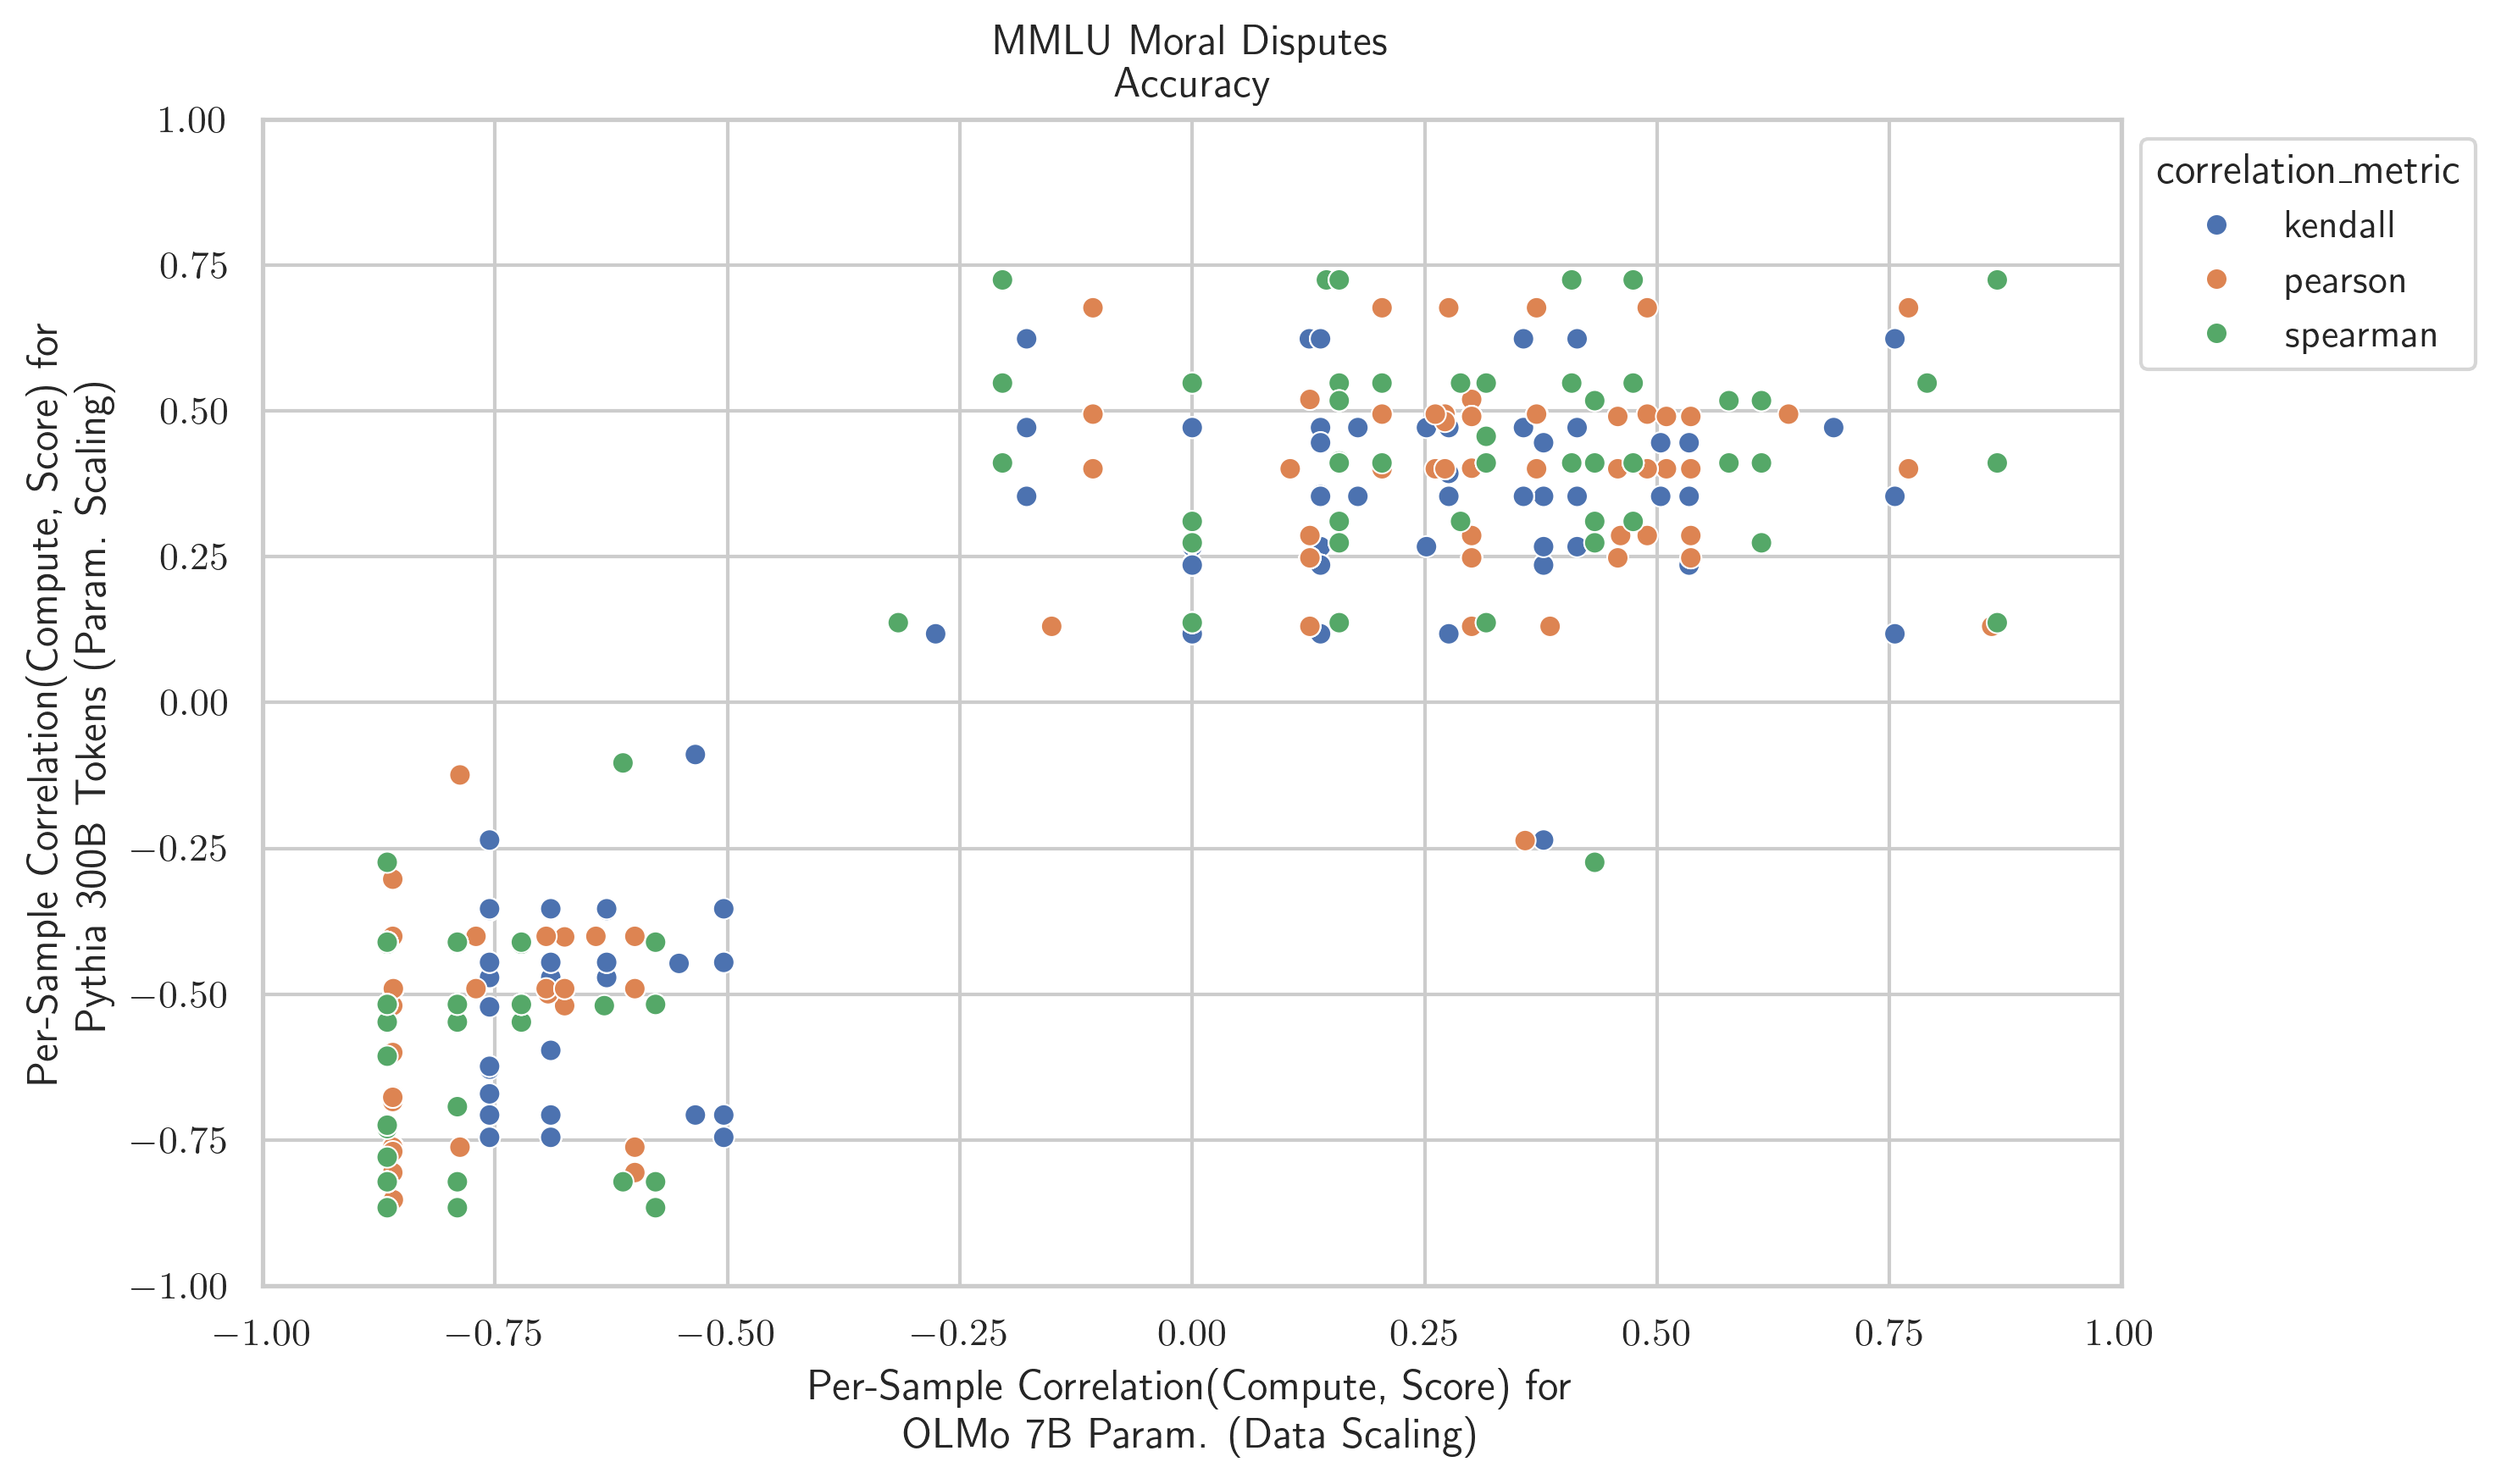 MMLU Moral Disputes
Accuracy
Per-Sample Correlation(Compute, Score) for
Pythia 300B Tokens (Param. Scaling)
1.00
0.75
0.50
0.25
0.00
−0.25
−0.50
−0.75
−1.00
−1.00
−0.75
−0.50
−0.25
0.00
0.25
0.50
0.75
1.00
Per-Sample Correlation(Compute, Score) for
OLMo 7B Param. (Data Scaling)
correlation_metric
kendall
pearson
spearman